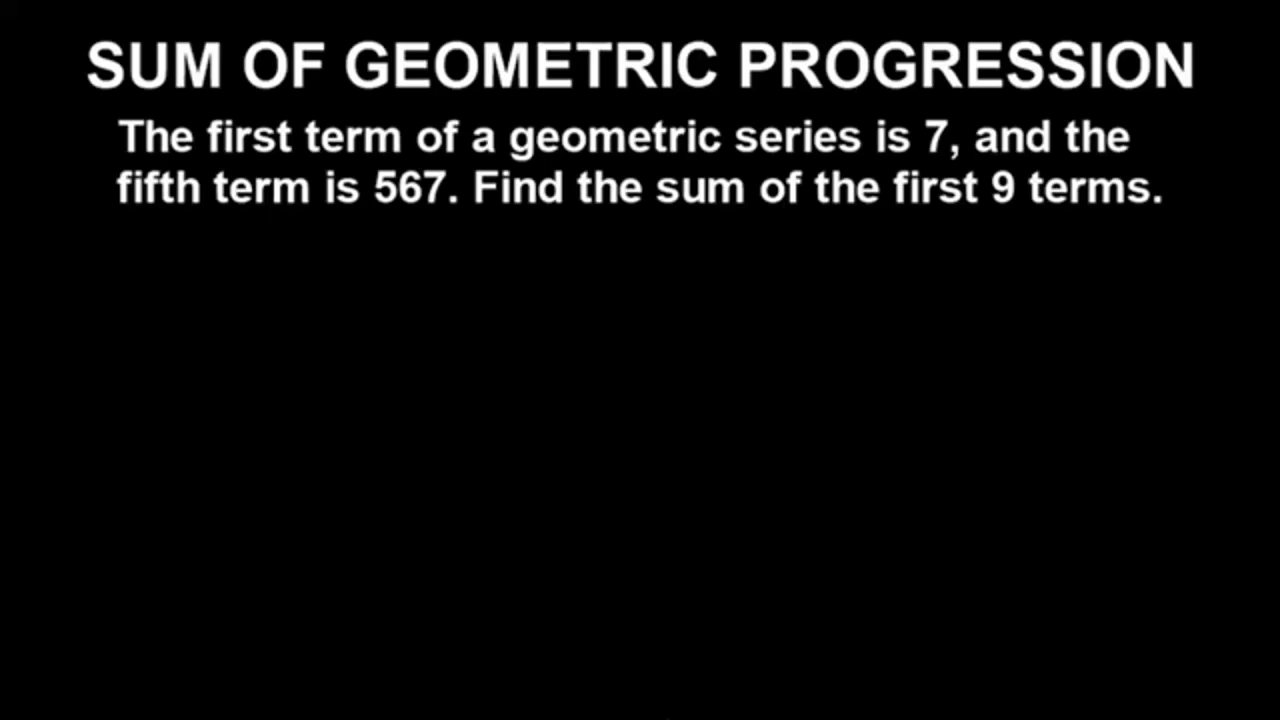 SUM OF GEOMETRIC PROGRESSION
The first term of a geometric series is 7, and the
fifth term is 567. Find the sum of the first 9 terms.